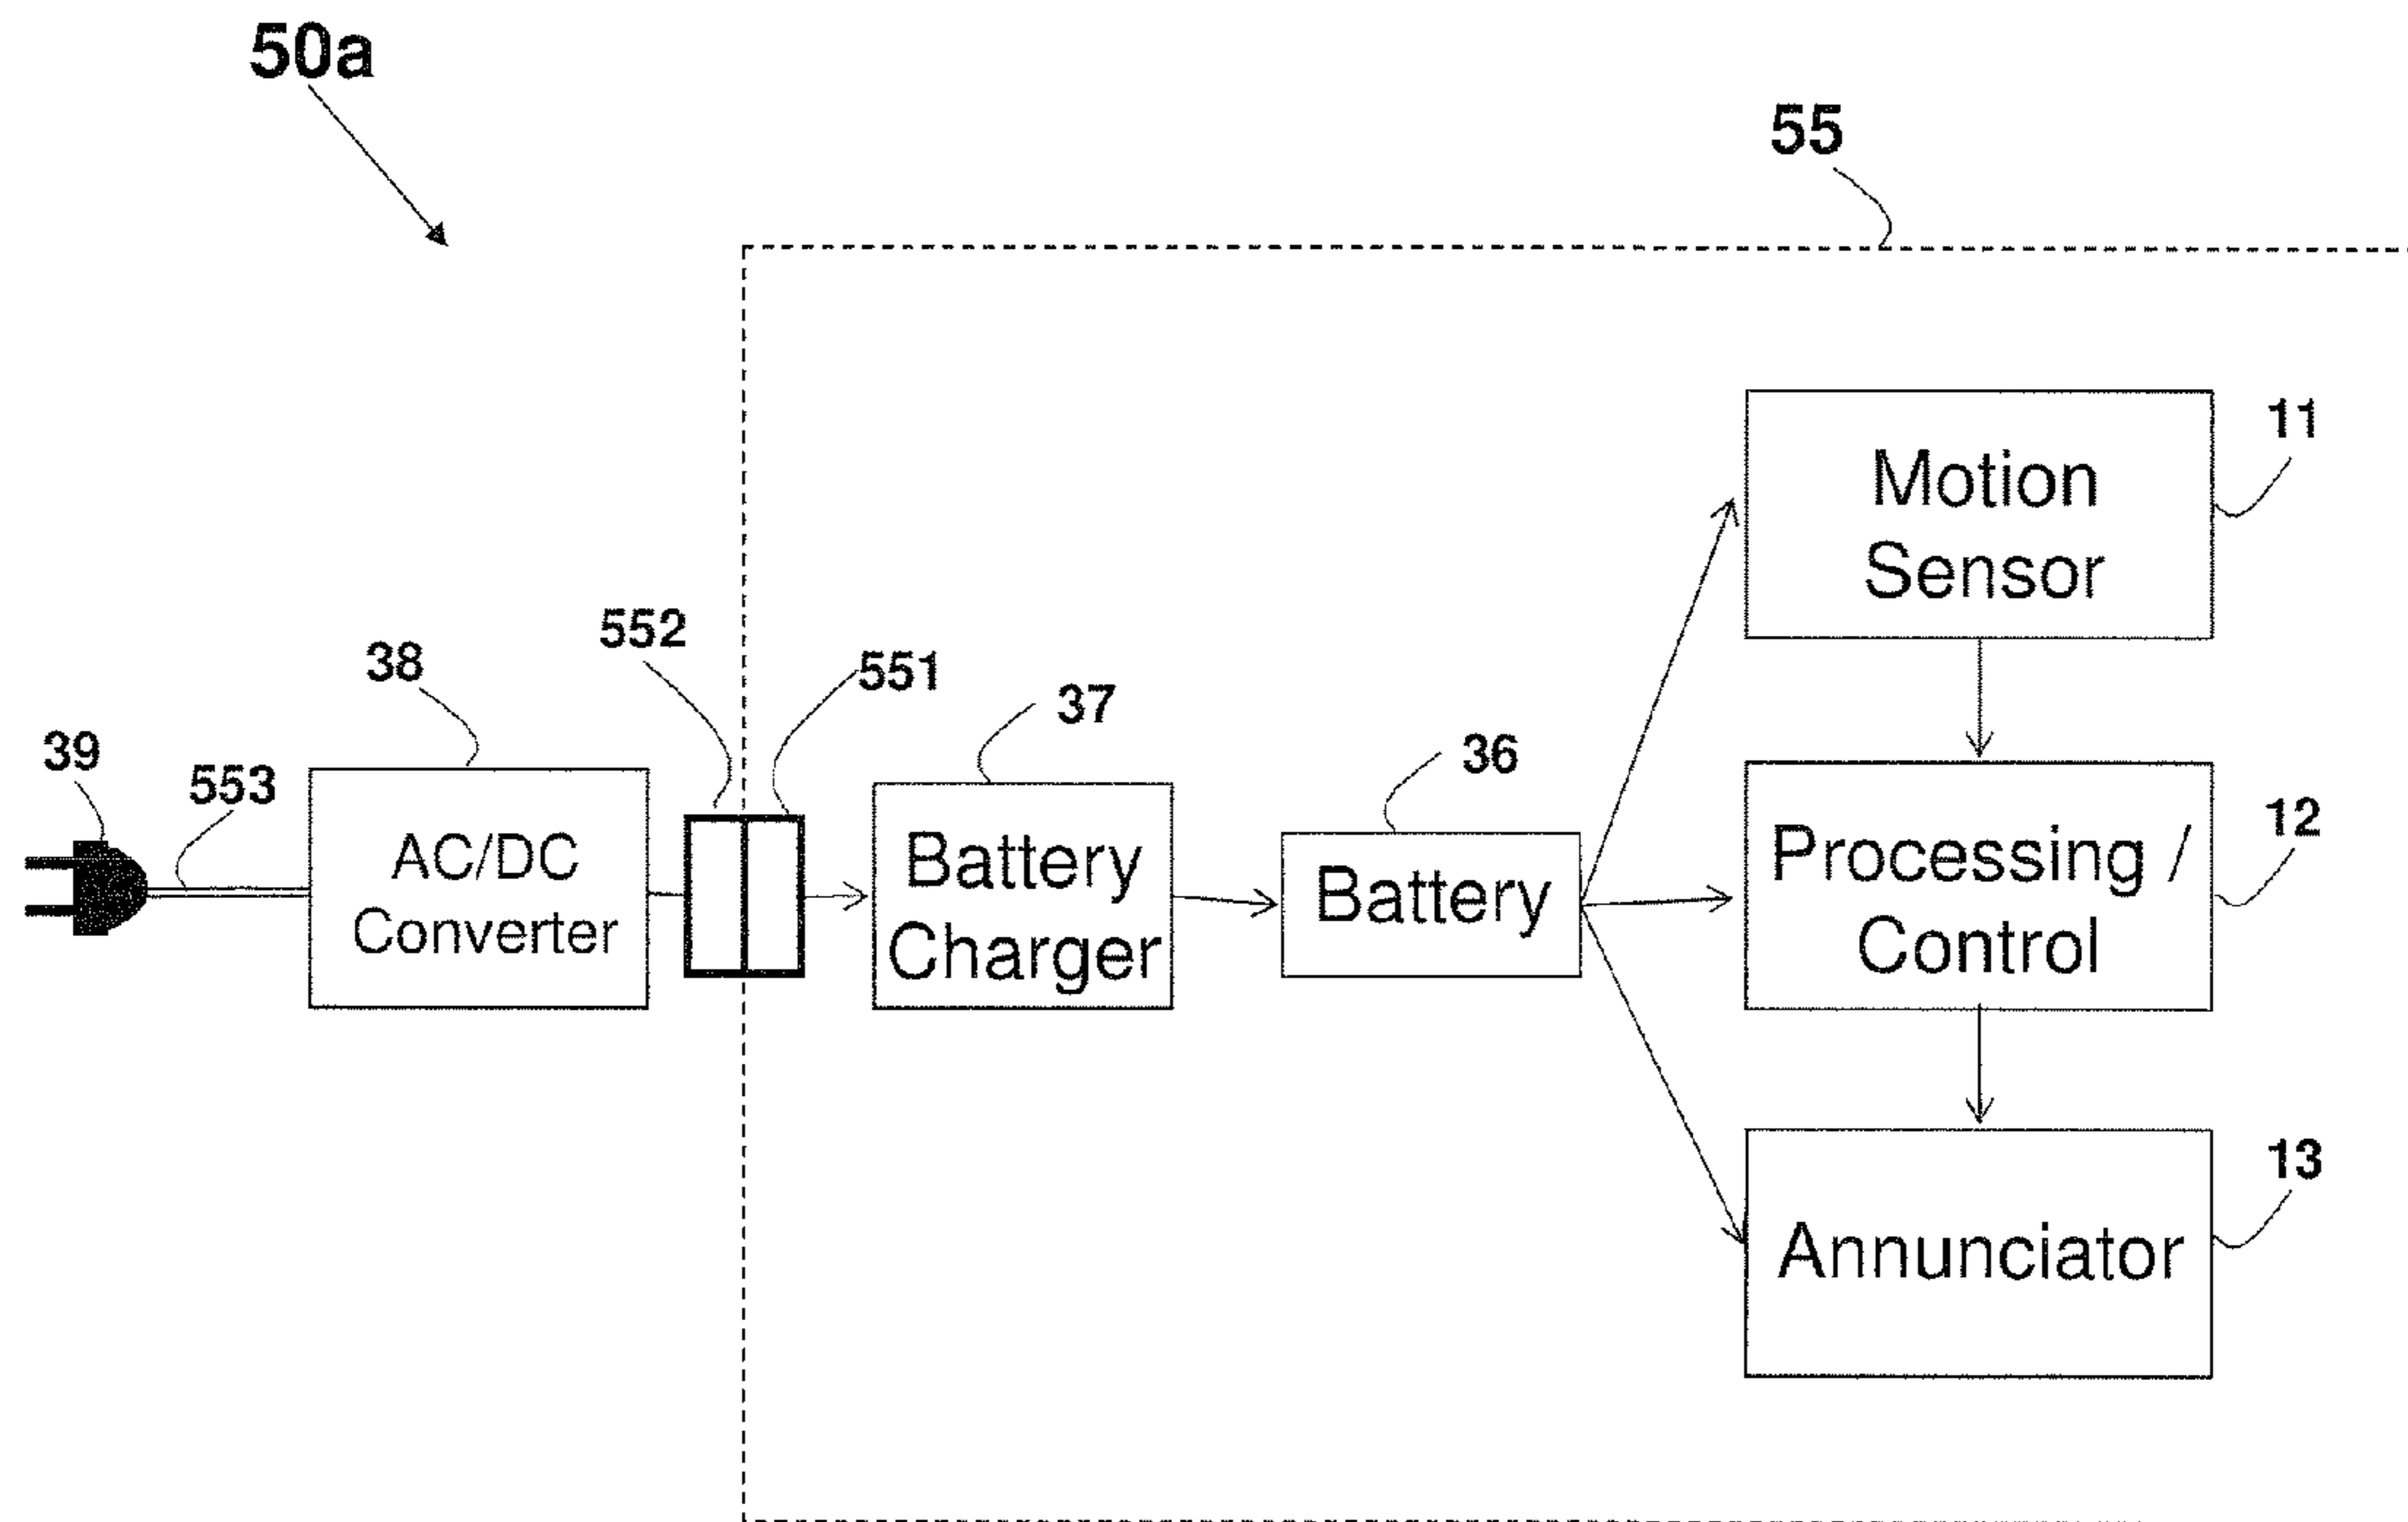 50a
55
11
Motion
Sensor
552
38
551
37
36
39
553
12
AC/DC
Converter
Battery
Charger
Battery
Processing /
Control
13
Annunciator